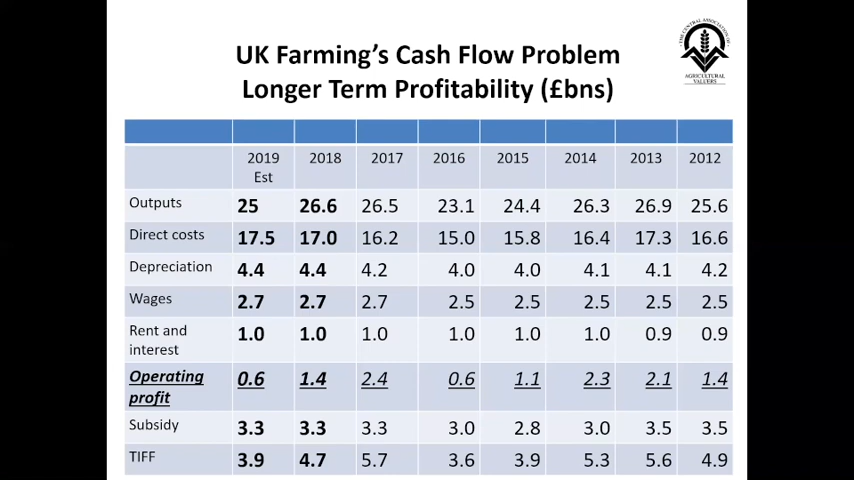 UK Farming's Cash Flow Problem
Longer Term Profitability (£bns)
THE CENTRAL ASSOCIATION OF
AGRICULTURAL
VALUERS
2019 Est 2018 2017 2016 2015 2014 2013 2012
Outputs 25 26.6 26.5 23.1 24.4 26.3 26.9 25.6
Direct costs 17.5 17.0 16.2 15.0 15.8 16.4 17.3 16.6
Depreciation 4.4 4.4 4.2 4.0 4.0 4.1 4.1 4.2
Wages 2.7 2.7 2.7 2.5 2.5 2.5 2.5 2.5
Rent and interest 1.0 1.0 1.0 1.0 1.0 1.0 0.9 0.9
Operating profit 0.6 1.4 2.4 0.6 1.1 2.3 2.1 1.4
Subsidy 3.3 3.3 3.3 3.0 2.8 3.0 3.5 3.5
TIFF 3.9 4.7 5.7 3.6 3.9 5.3 5.6 4.9